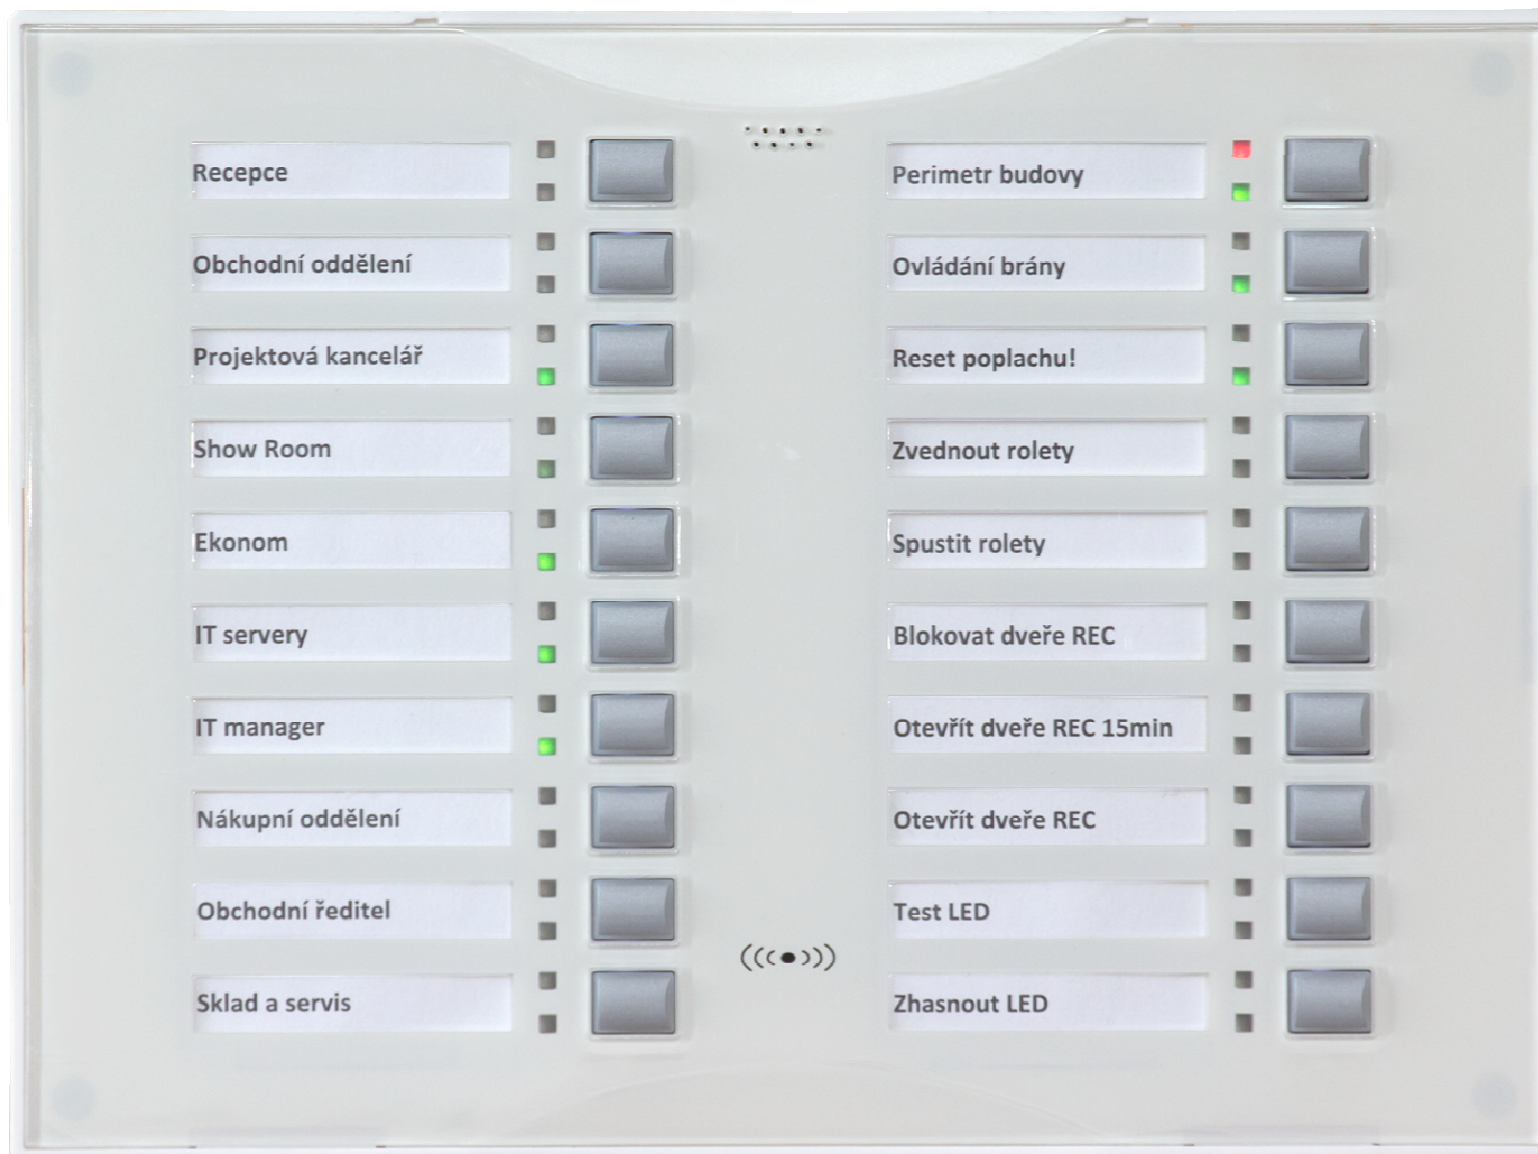 Recepce
Obchodní oddělení
Projektová kancelář
Show Room
Ekonom
IT servery
IT manager
Nákupní oddělení
Obchodní ředitel
Sklad a servis
Perimetr budovy
Ovládání brány
Reset poplachu!
Zvednout rolety
Spustit rolety
Blokovat dveře REC
Otevřít dveře REC 15min
Otevřít dveře REC
Test LED
Zhasnout LED